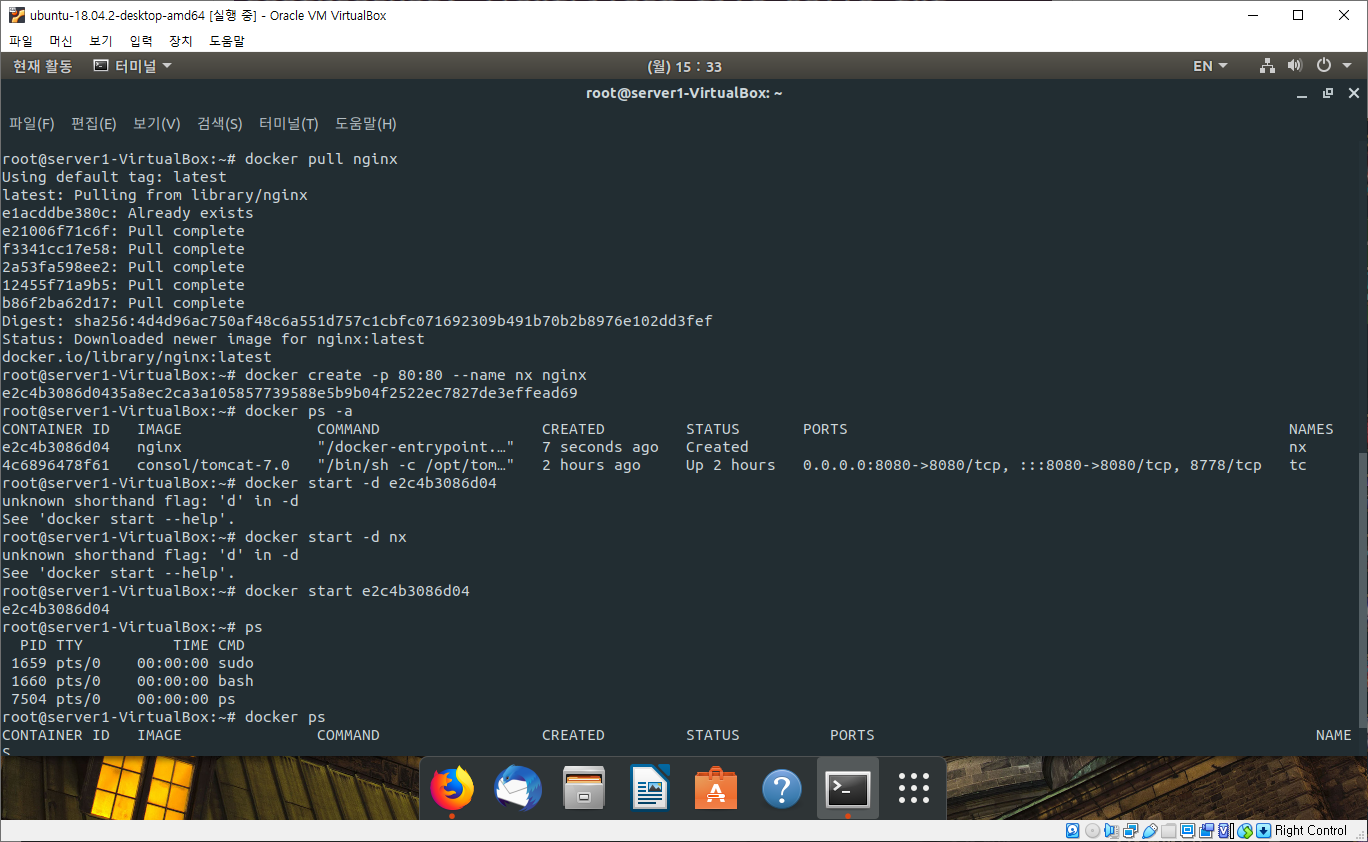 ubuntu-18.04.2-desktop-amd64 [실행 중] - Oracle VM VirtualBox
파일 머신 보기 입력 장치 도움말
현재 활동 터미널 (월) 15 : 33 EN
root@server1-VirtualBox: ~
파일(F) 편집(E) 보기(V) 검색(S) 터미널(T) 도움말(H)
root@server1-VirtualBox:~# docker pull nginx
Using default tag: latest
latest: Pulling from library/nginx
e1acddbe380c: Already exists
e21006f71c6f: Pull complete
f3341cc17e58: Pull complete
2a53fa598ee2: Pull complete
12455f71a9b5: Pull complete
b86f2ba62d17: Pull complete
Digest: sha256:4d4d96ac750af48c6a551d757c1cbfc071692309b491b70b2b8976e102dd3fef
Status: Downloaded newer image for nginx:latest
docker.io/library/nginx:latest
root@server1-VirtualBox:~# docker create -p 80:80 --name nx nginx
e2c4b3086d0435a8ec2ca3a105857739588e5b9b04f2522ec7827de3effead69
root@server1-VirtualBox:~# docker ps -a
CONTAINER ID IMAGE COMMAND CREATED STATUS PORTS NAMES
e2c4b3086d04 nginx "/docker-entrypoint.…" 7 seconds ago Created nx
4c6896478f61 consol/tomcat-7.0 "/bin/sh -c /opt/tom…" 2 hours ago Up 2 hours 0.0.0.0:8080->8080/tcp, :::8080->8080/tcp, 8778/tcp tc
root@server1-VirtualBox:~# docker start -d e2c4b3086d04
unknown shorthand flag: 'd' in -d
See 'docker start --help'.
root@server1-VirtualBox:~# docker start -d nx
unknown shorthand flag: 'd' in -d
See 'docker start --help'.
root@server1-VirtualBox:~# docker start e2c4b3086d04
e2c4b3086d04
root@server1-VirtualBox:~# ps
PID TTY TIME CMD
1659 pts/0 00:00:00 sudo
1660 pts/0 00:00:00 bash
7504 pts/0 00:00:00 ps
root@server1-VirtualBox:~# docker ps
CONTAINER ID IMAGE COMMAND CREATED STATUS PORTS NAME
S
Right Control